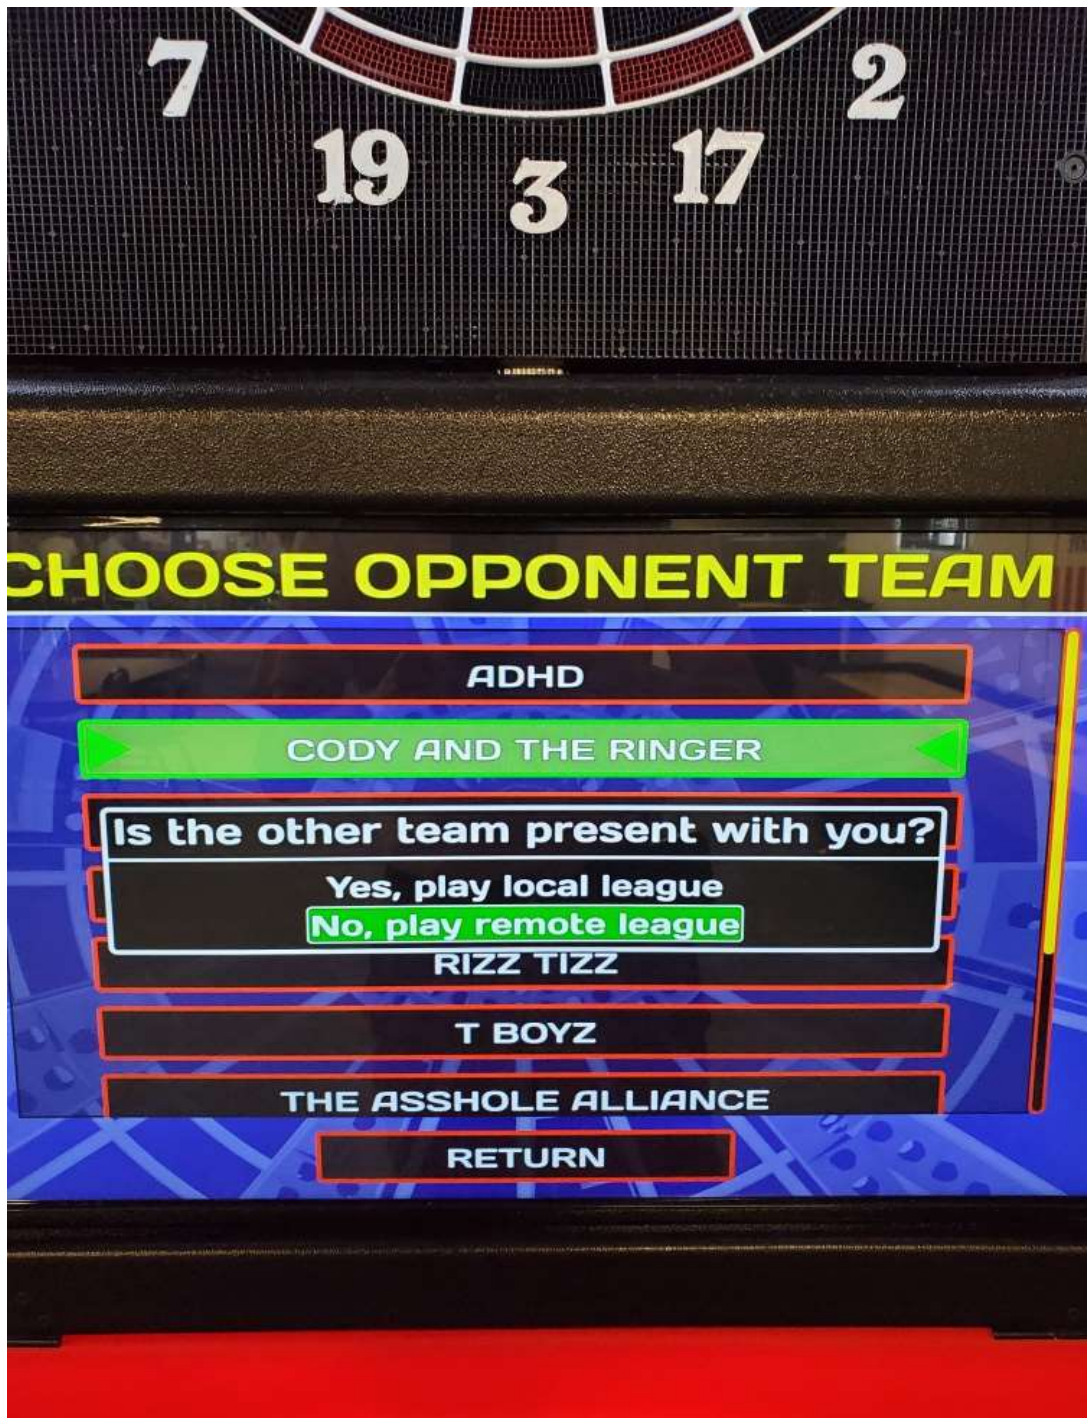 7
2
19
17
3
CHOOSE OPPONENT TEAM
ADHD
CODY AND THE RINGER
Is the other team present with you?
Yes, play local league
No, play remote league
RIZZ TIZZ
T BOYZ
THE ASSHOLE ALLIANCE
RETURN